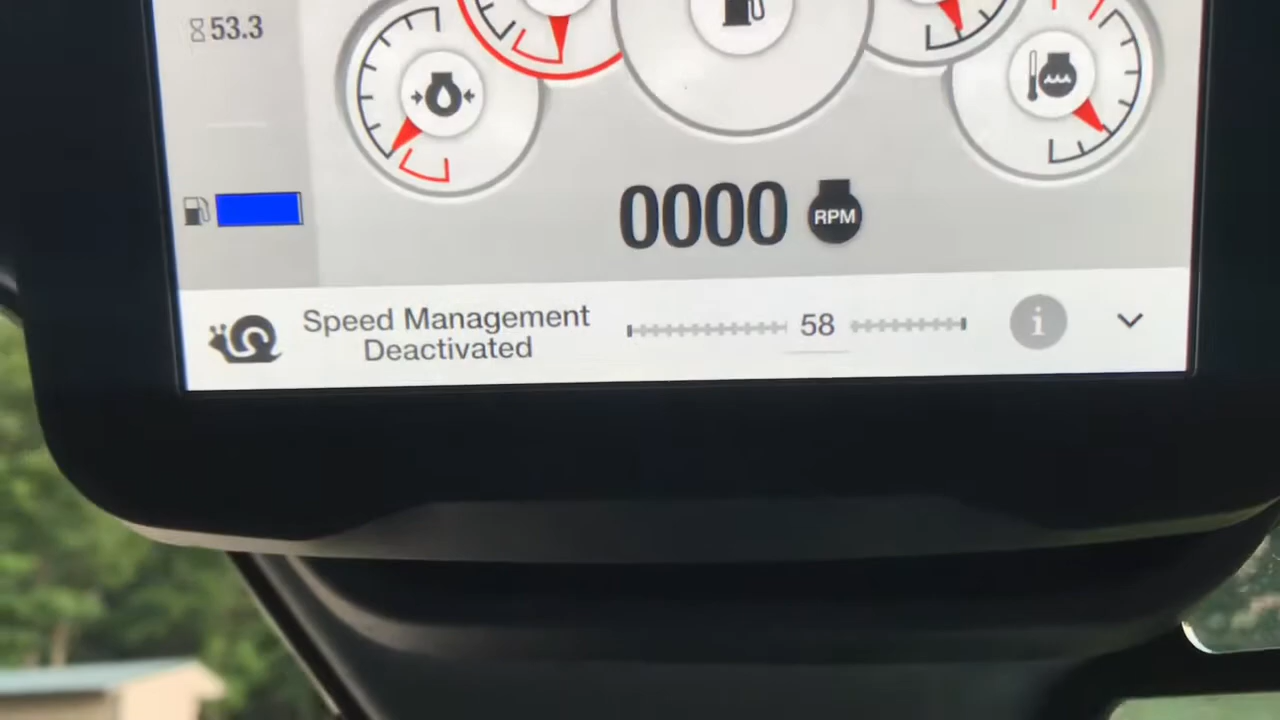 53.3
0000 RPM
Speed Management
Deactivated
58
i